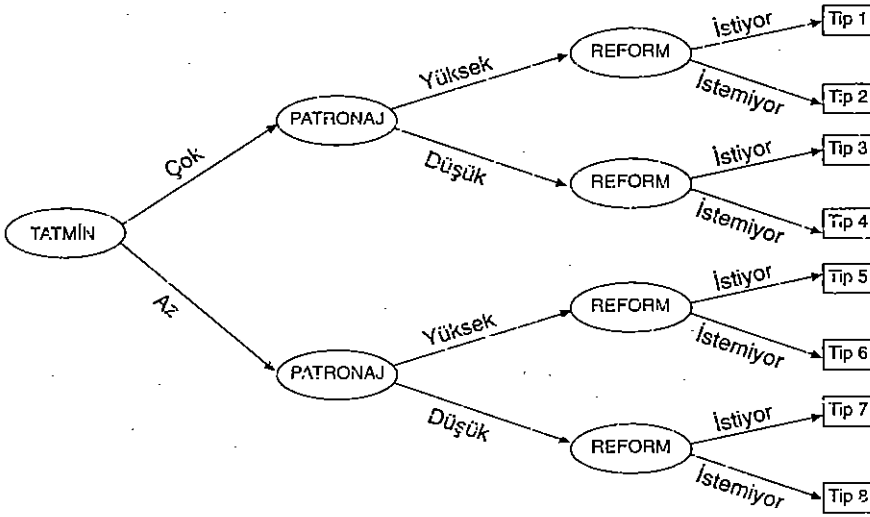 İstiyor
Tip 1
REFORM
Yüksek
İstemiyor
Tip 2
PATRONAJ
Çok
İstiyor
Tip 3
Düşük
REFORM
İstemiyor
Tip 4
TATMİN
İstiyor
Tip 5
Az
REFORM
Yüksek
İstemiyor
Tip 6
PATRONAJ
İstiyor
Tip 7
Düşük
REFORM
İstemiyor
Tip 8